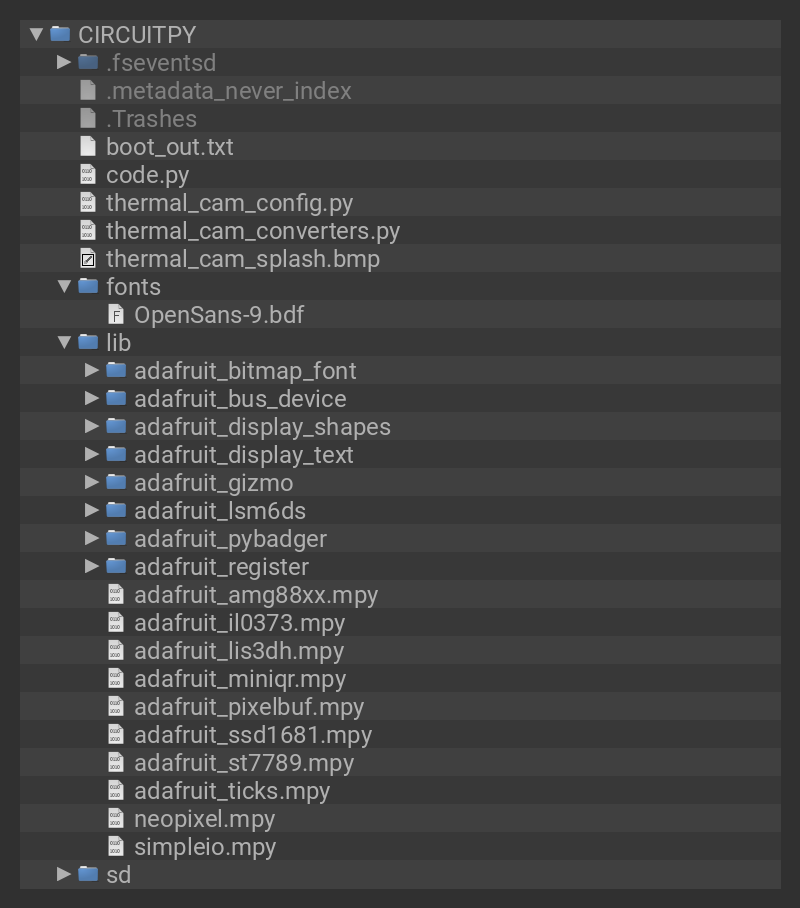 CIRCUITPY
.fseventsd
.metadata_never_index
.Trashes
boot_out.txt
code.py
thermal_cam_config.py
thermal_cam_converters.py
thermal_cam_splash.bmp
fonts
OpenSans-9.bdf
lib
adafruit_bitmap_font
adafruit_bus_device
adafruit_display_shapes
adafruit_display_text
adafruit_gizmo
adafruit_lsm6ds
adafruit_pybadger
adafruit_register
adafruit_amg88xx.mpy
adafruit_il0373.mpy
adafruit_lis3dh.mpy
adafruit_miniqr.mpy
adafruit_pixelbuf.mpy
adafruit_ssd1681.mpy
adafruit_st7789.mpy
adafruit_ticks.mpy
neopixel.mpy
simpleio.mpy
sd